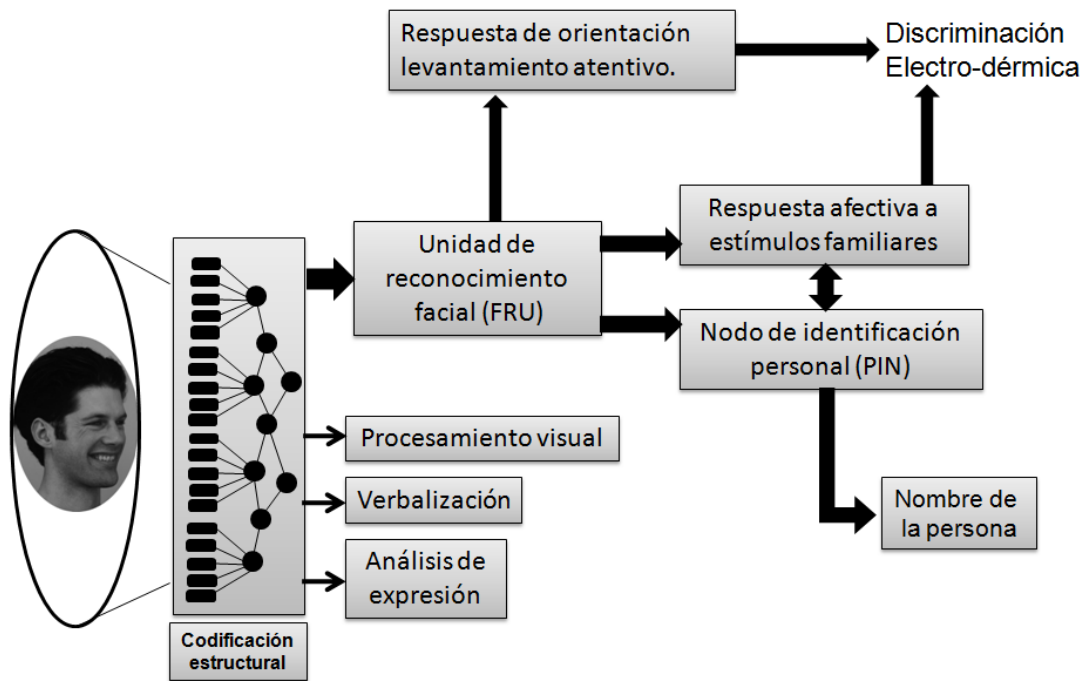 Respuesta de orientación
levantamiento atentivo.
Discriminación
Electro-dérmica
Respuesta afectiva a
estímulos familiares
Unidad de
reconocimiento
facial (FRU)
Nodo de identificación
personal (PIN)
Procesamiento visual
Verbalización
Nombre de
la persona
Análisis de
expresión
Codificación
estructural